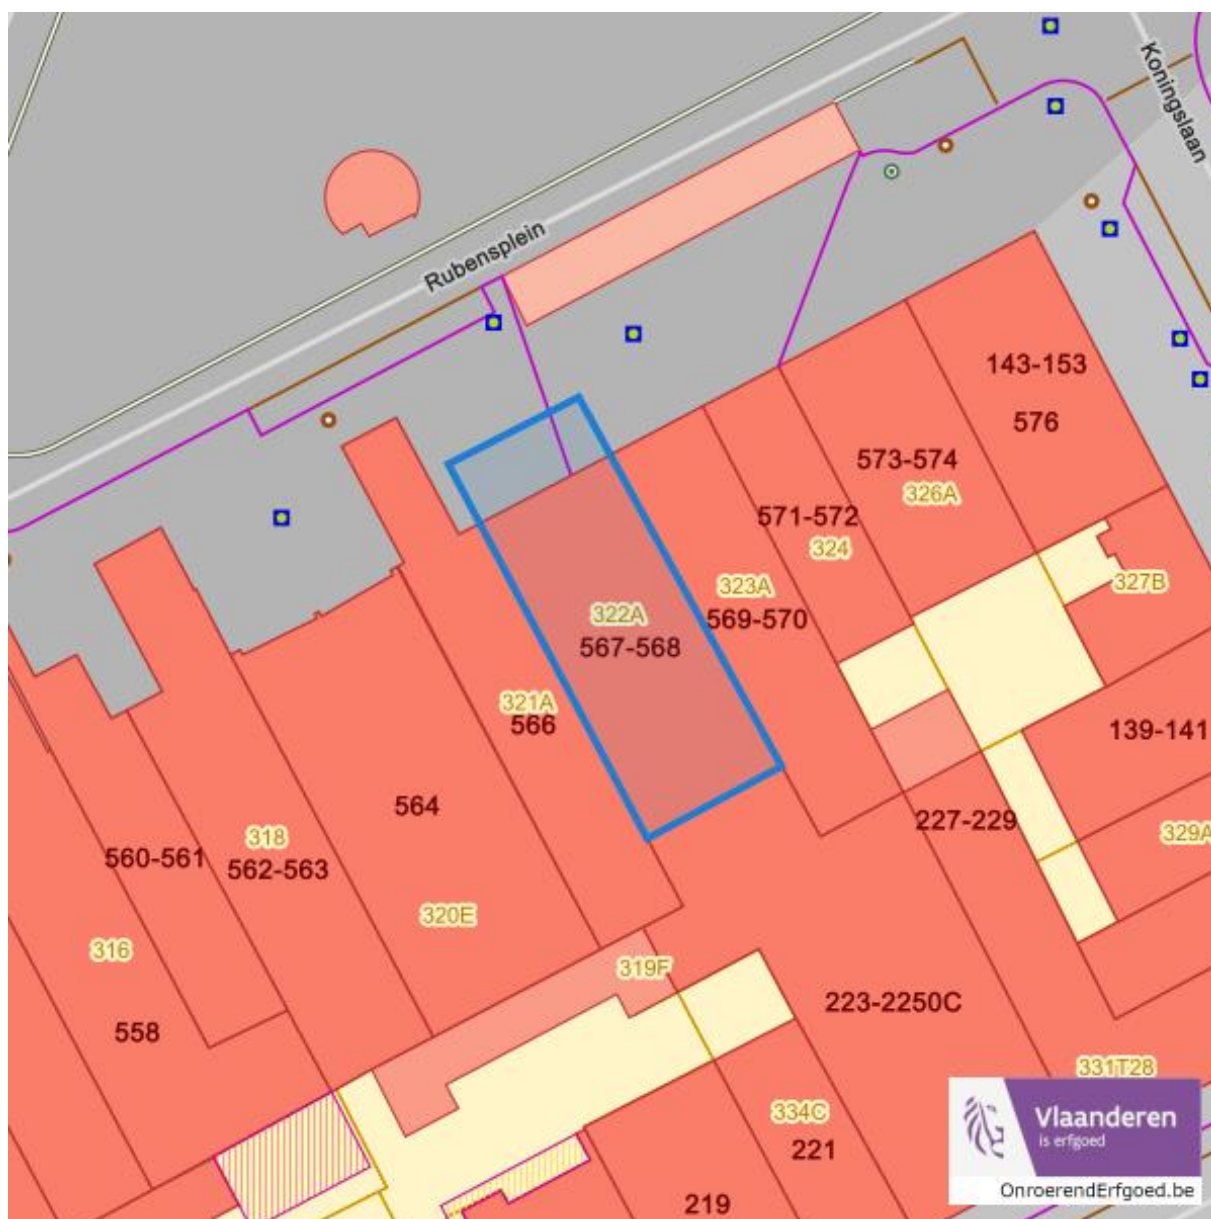 Koningslaan
Rubensplein
143-153
576
573-574
326A
571-572
324
327B
323A
569-570
322A
567-568
321A
566
139-141
564
227-229
329A
318
560-561
562-563
320E
316
319F
223-2250C
558
331T28
334C
221
219
Vlaanderen
is erfgoed
OnroerendErfgoed.be